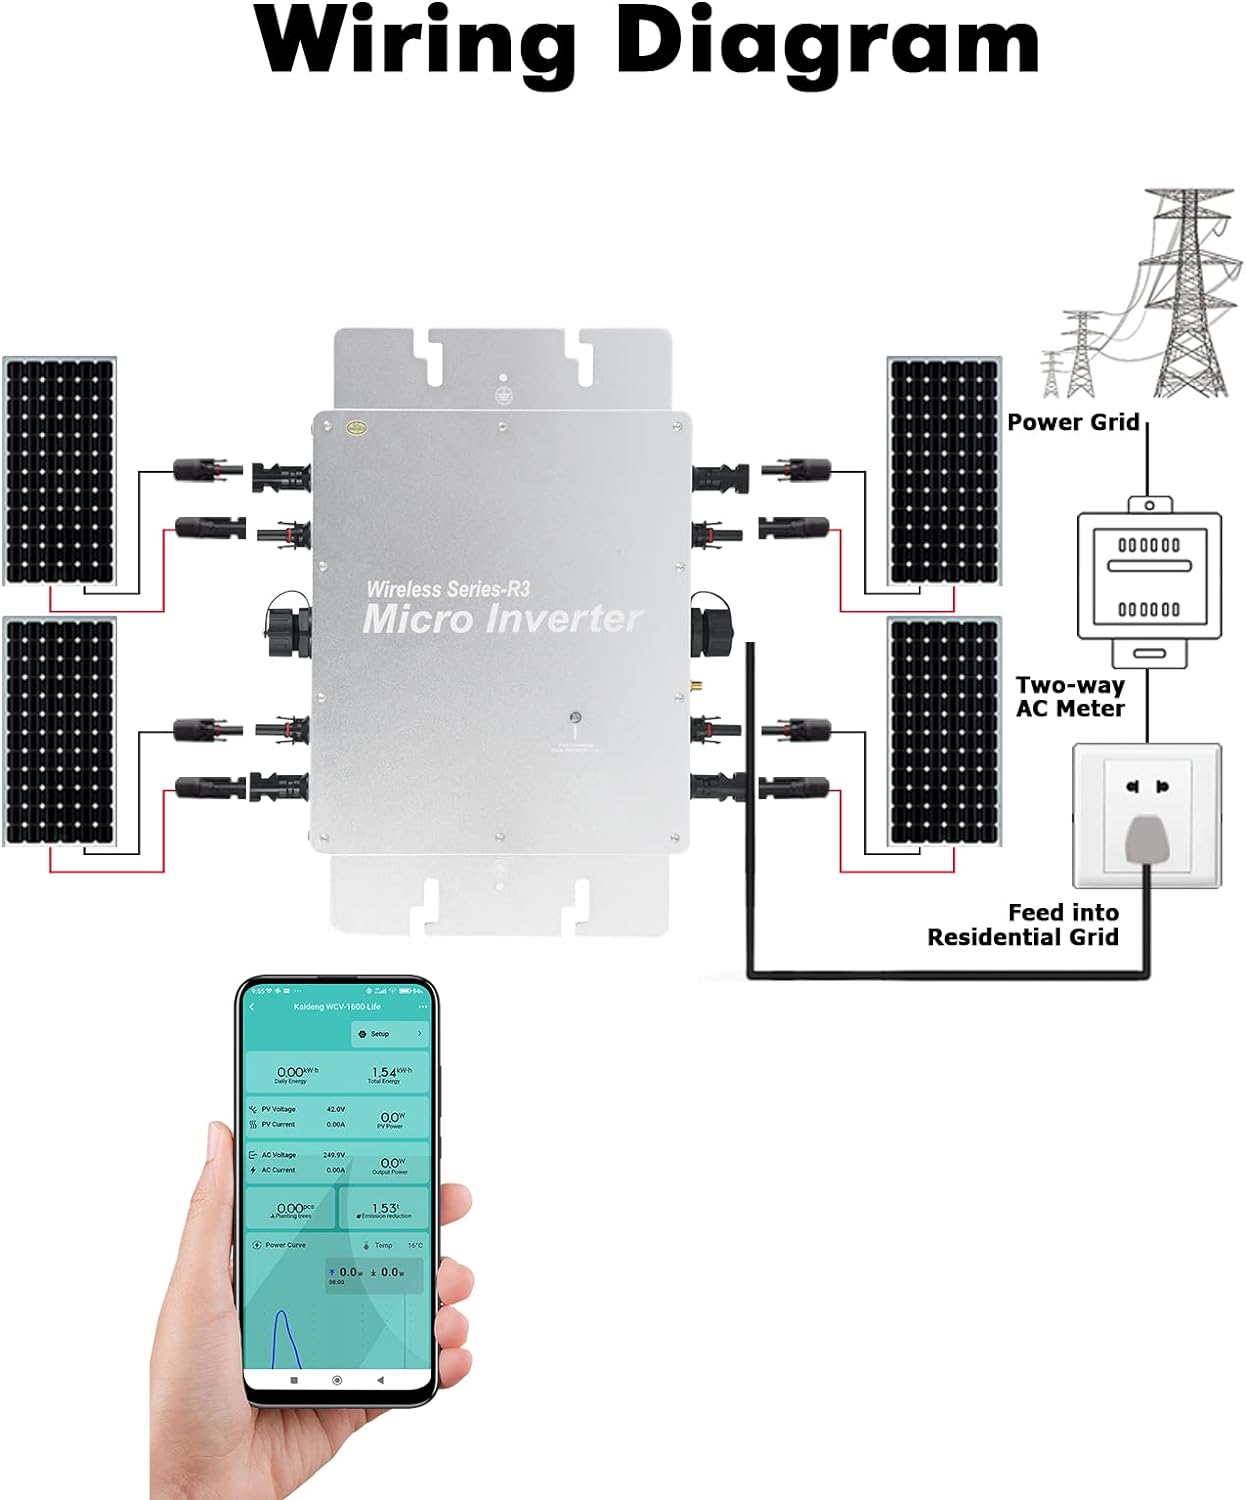 Wiring Diagram
Power Grid
Wireless Series-R3
Micro Inverter
Two-way
AC Meter
Feed into
Residential Grid
9:55
94%
Kaideng WCV-1600-Life
Setup
0.00kW·h
Daily Energy
1.54kW·h
Total Energy
PV Voltage 42.0V
PV Current 0.00A
0.0W
PV Power
AC Voltage 249.9V
AC Current 0.00A
0.0W
Output Power
0.00pcs
Planting trees
1.53t
Emission reduction
Power Curve
Temp 16°C
0.0w 0.0w
08:00